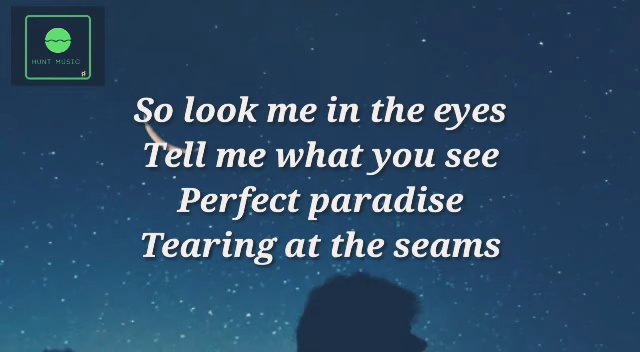 HUNT MUSIC
So look me in the eyes
Tell me what you see
Perfect paradise
Tearing at the seams